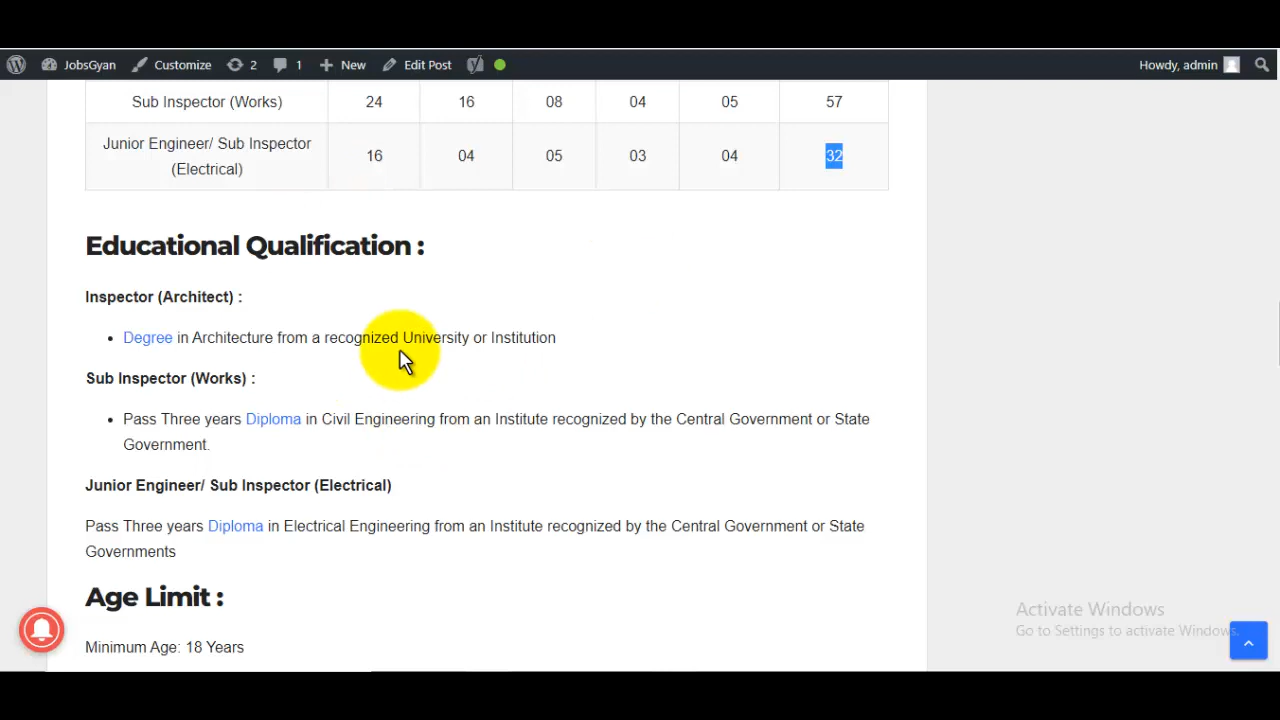 JobsGyan Customize 2 1 New Edit Post Howdy, admin
Sub Inspector (Works) 24 16 08 04 05 57
Junior Engineer/ Sub Inspector
(Electrical) 16 04 05 03 04 32
Educational Qualification :
Inspector (Architect) :
• Degree in Architecture from a recognized University or Institution
Sub Inspector (Works) :
• Pass Three years Diploma in Civil Engineering from an Institute recognized by the Central Government or State
Government.
Junior Engineer/ Sub Inspector (Electrical)
Pass Three years Diploma in Electrical Engineering from an Institute recognized by the Central Government or State
Governments
Age Limit :
Minimum Age: 18 Years
Activate Windows
Go to Settings to activate Windows.